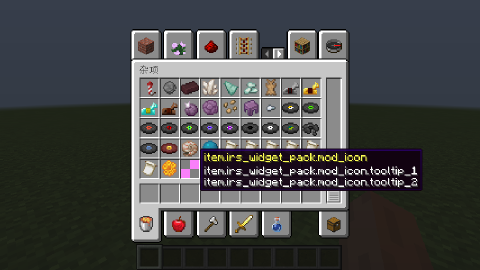 杂项
item.irs_widget_pack.mod_icon
item.irs_widget_pack.mod_icon.tooltip_1
item.irs_widget_pack.mod_icon.tooltip_2